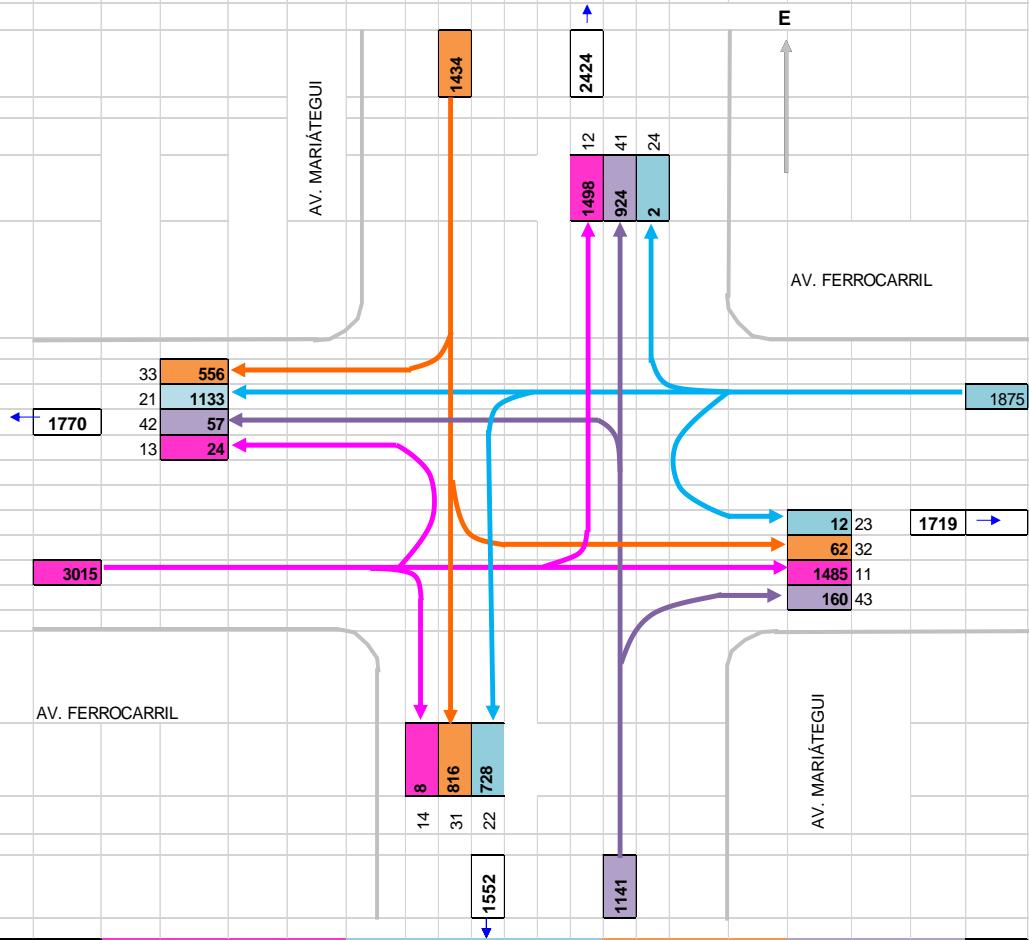 E
1434
2424
AV. MARIÁTEGUI
12 41 24
1498 924 2
AV. FERROCARRIL
33 556
21 1133
1875
1770
42 57
13 24
12 23
1719
62 32
3015
1485 11
160 43
AV. FERROCARRIL
AV. MARIÁTEGUI
8 816 728
14 31 22
1552
1141